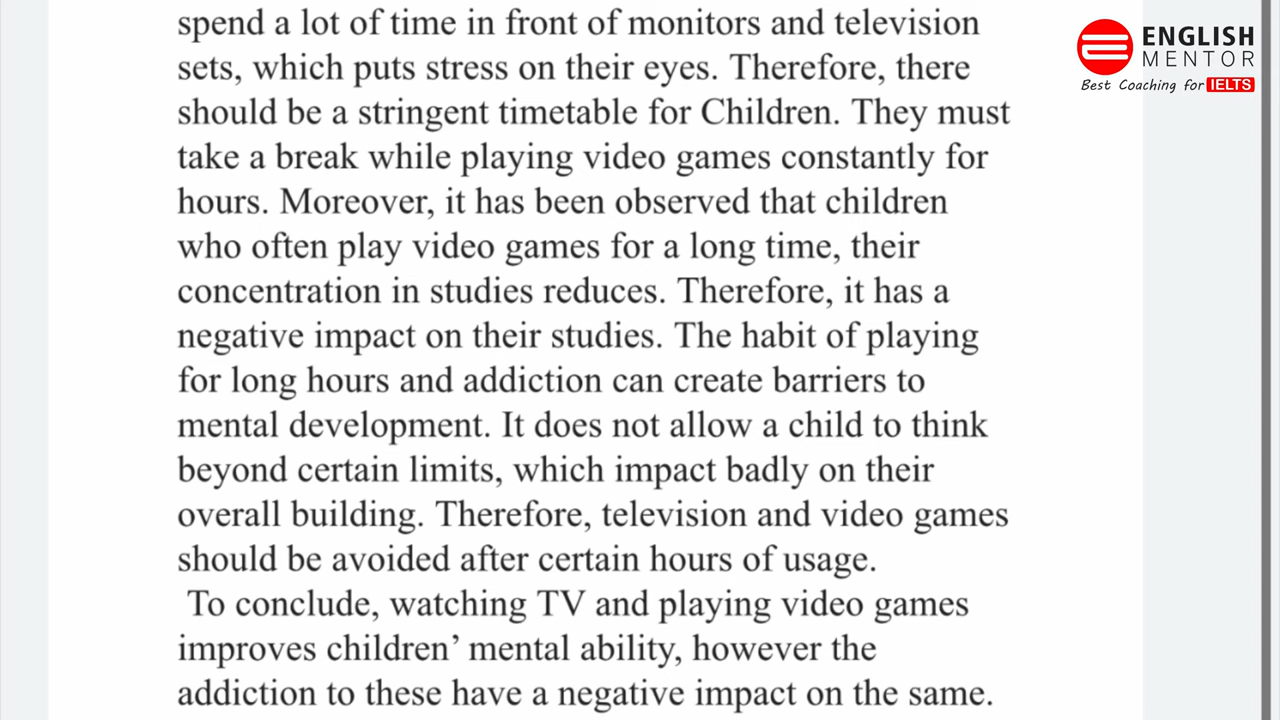 spend a lot of time in front of monitors and television
sets, which puts stress on their eyes. Therefore, there
should be a stringent timetable for Children. They must
take a break while playing video games constantly for
hours. Moreover, it has been observed that children
who often play video games for a long time, their
concentration in studies reduces. Therefore, it has a
negative impact on their studies. The habit of playing
for long hours and addiction can create barriers to
mental development. It does not allow a child to think
beyond certain limits, which impact badly on their
overall building. Therefore, television and video games
should be avoided after certain hours of usage.
To conclude, watching TV and playing video games
improves children’ mental ability, however the
addiction to these have a negative impact on the same.
ENGLISH
MENTOR
Best Coaching for IELTS